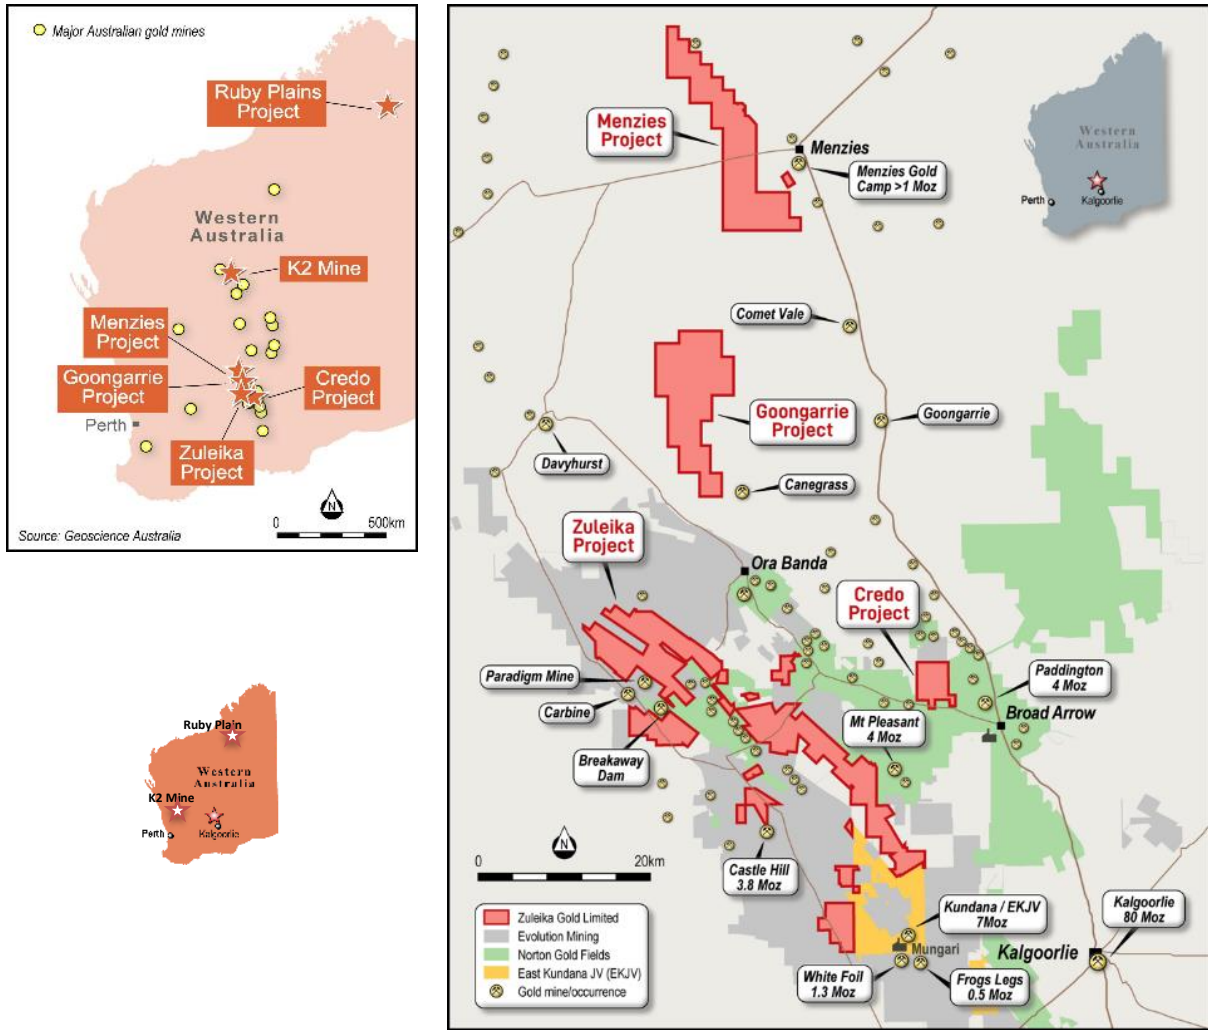 Major Australian gold mines
Ruby Plains
Project
Western
Australia
K2 Mine
Menzies
Project
Goongarrie
Project
Credo
Project
Perth
Zuleika
Project
N
0 500km
Source: Geoscience Australia
Ruby Plain
Western
Australia
K2 Mine
Perth
Kalgoorlie
Menzies
Project
Menzies
Menzies Gold
Camp >1 Moz
Western
Australia
Perth
Kalgoorlie
Comet Vale
Goongarrie
Project
Goongarrie
Davyhurst
Canegrass
Zuleika
Project
Ora Banda
Credo
Project
Paradigm Mine
Carbine
Breakaway
Dam
Mt Pleasant
4 Moz
Paddington
4 Moz
Broad Arrow
N
0 20km
Castle Hill
3.8 Moz
Zuleika Gold Limited
Evolution Mining
Norton Gold Fields
East Kundana JV (EKJV)
Gold mine/occurrence
Kundana / EKJV
7Moz
Mungari
White Foil
1.3 Moz
Frogs Legs
0.5 Moz
Kalgoorlie
80 Moz
Kalgoorlie